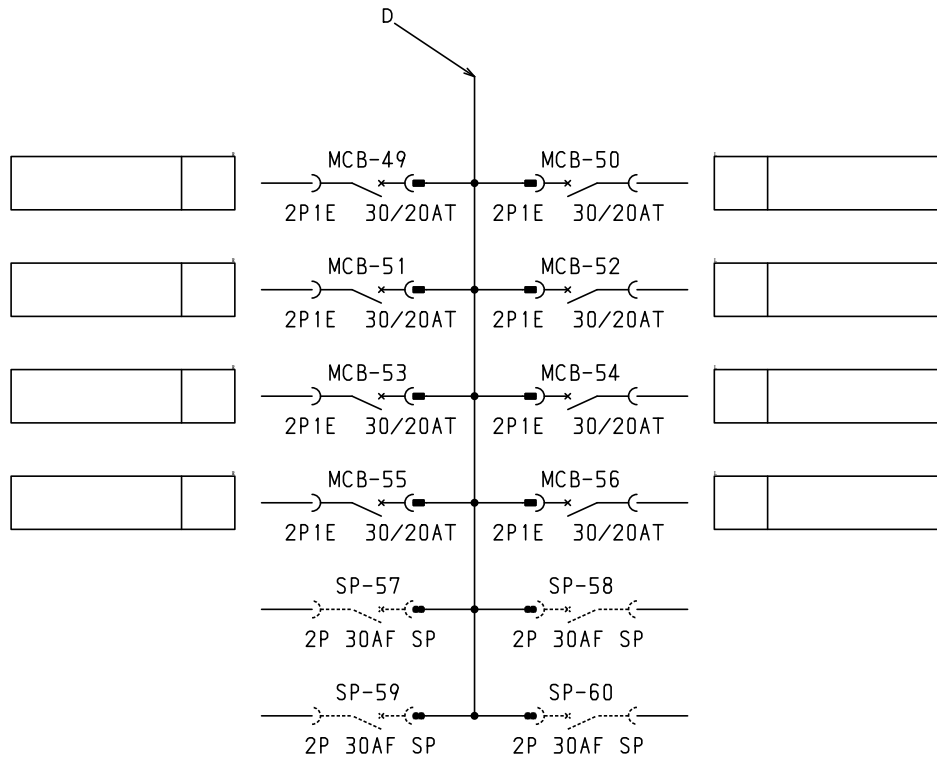 D
MCB-49 MCB-50
2P1E 30/20AT 2P1E 30/20AT
MCB-51 MCB-52
2P1E 30/20AT 2P1E 30/20AT
MCB-53 MCB-54
2P1E 30/20AT 2P1E 30/20AT
MCB-55 MCB-56
2P1E 30/20AT 2P1E 30/20AT
SP-57 SP-58
2P 30AF SP 2P 30AF SP
SP-59 SP-60
2P 30AF SP 2P 30AF SP